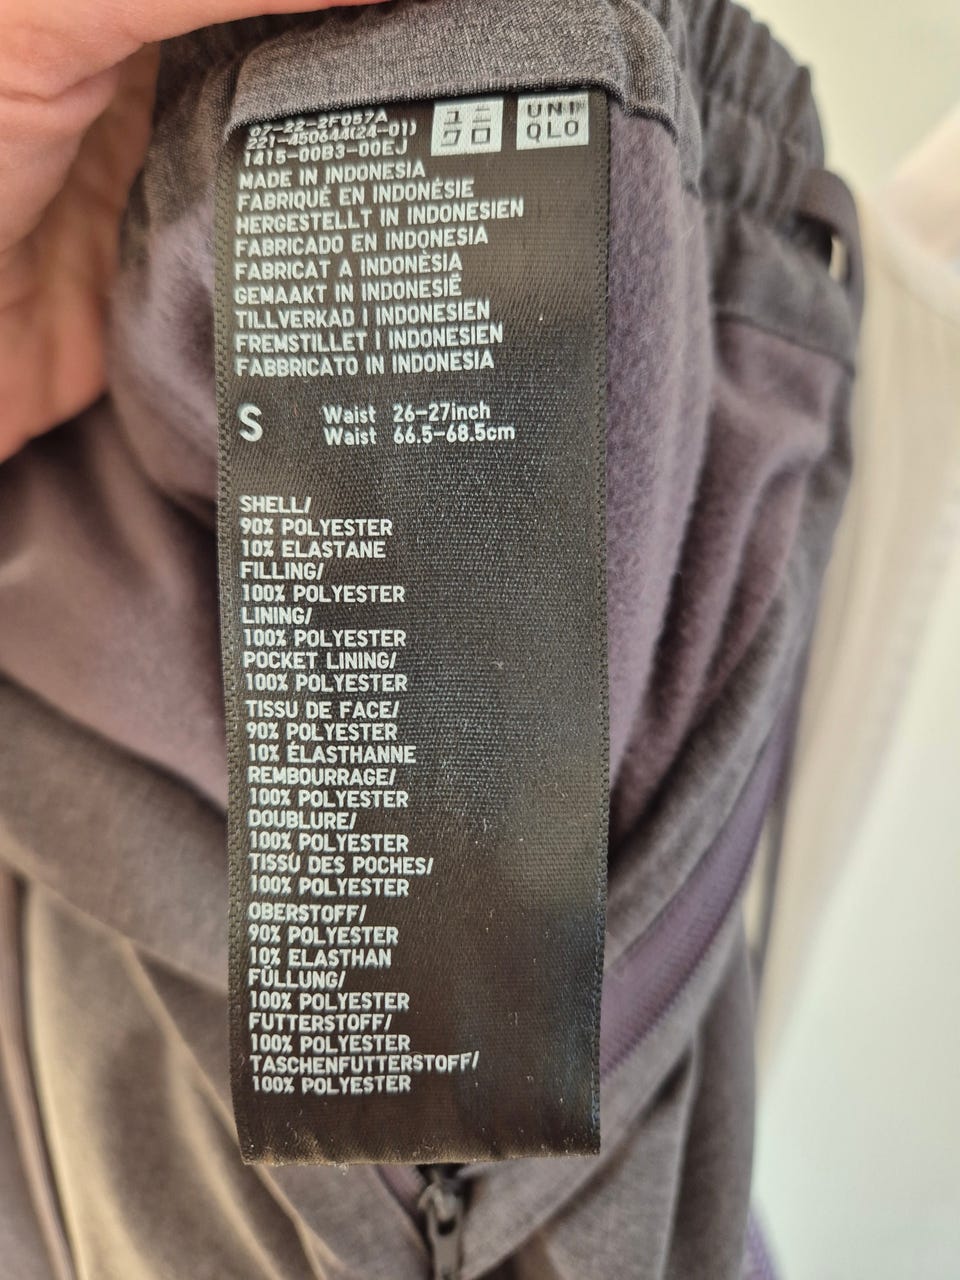 07-22-2F057A
221-450644(24-01)
1415-00B3-00EJ
ユニ
クロ
UNI
QLO
MADE IN INDONESIA
FABRIQUÉ EN INDONÉSIE
HERGESTELLT IN INDONESIEN
FABRICADO EN INDONESIA
FABRICAT A INDONÈSIA
GEMAAKT IN INDONESIË
TILLVERKAD I INDONESIEN
FREMSTILLET I INDONESIEN
FABBRICATO IN INDONESIA
S Waist 26-27inch
Waist 66.5-68.5cm
SHELL/
90% POLYESTER
10% ELASTANE
FILLING/
100% POLYESTER
LINING/
100% POLYESTER
POCKET LINING/
100% POLYESTER
TISSU DE FACE/
90% POLYESTER
10% ÉLASTHANNE
REMBOURRAGE/
100% POLYESTER
DOUBLURE/
100% POLYESTER
TISSU DES POCHES/
100% POLYESTER
OBERSTOFF/
90% POLYESTER
10% ELASTHAN
FÜLLUNG/
100% POLYESTER
FUTTERSTOFF/
100% POLYESTER
TASCHENFUTTERSTOFF/
100% POLYESTER